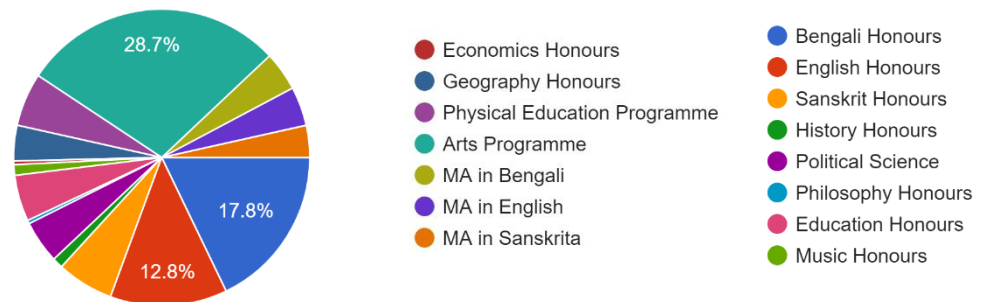 28.7%
17.8%
12.8%
Economics Honours
Geography Honours
Physical Education Programme
Arts Programme
MA in Bengali
MA in English
MA in Sanskrita
Bengali Honours
English Honours
Sanskrit Honours
History Honours
Political Science
Philosophy Honours
Education Honours
Music Honours